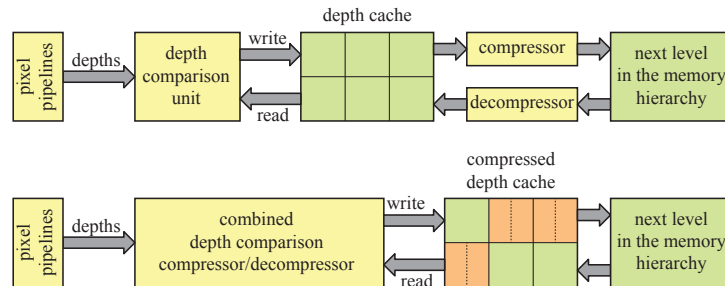 depth cache
pixel
pipelines
depths
depth
comparison
unit
write
read
compressor
decompressor
next level
in the memory
hierarchy
compressed
depth cache
pixel
pipelines
depths
combined
depth comparison
compressor/decompressor
write
read
next level
in the memory
hierarchy